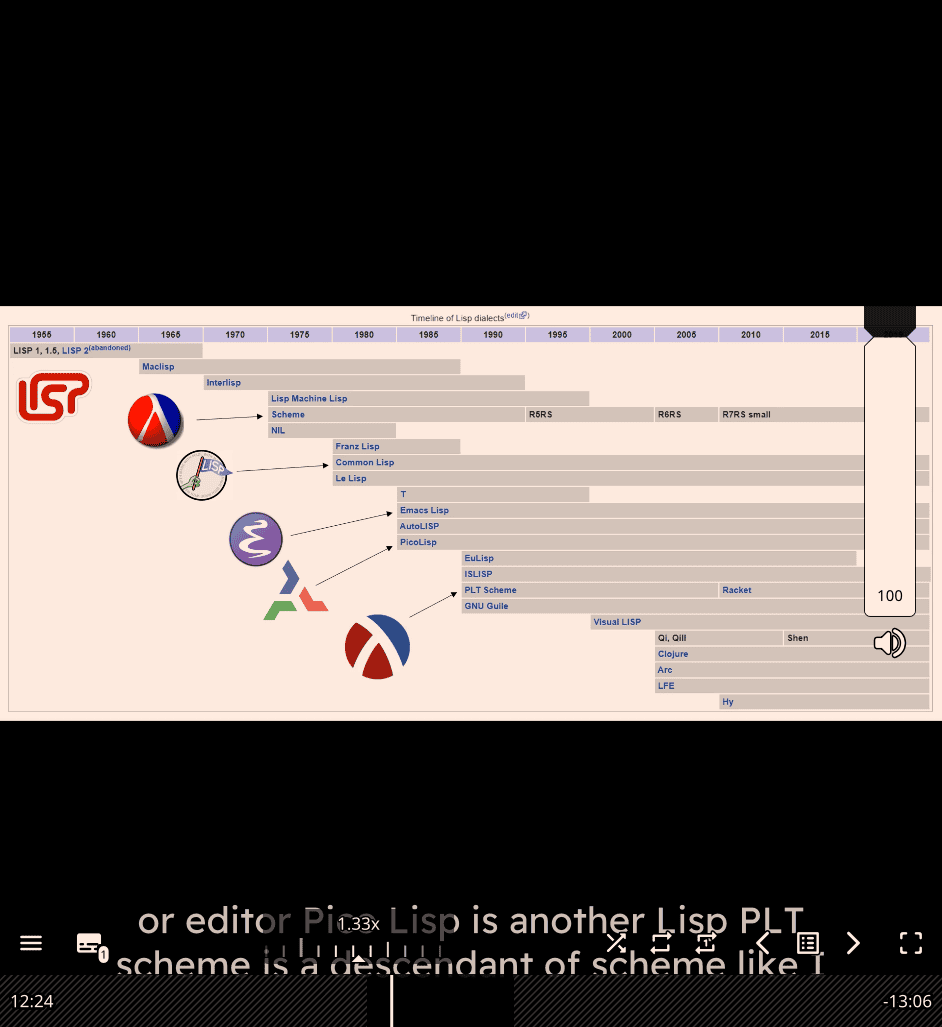 Timeline of Lisp dialects(edit)
1955 1960 1965 1970 1975 1980 1985 1990 1995 2000 2005 2010 2015
LISP 1, 1.5, LISP 2(abandoned)
Maclisp
Interlisp
Lisp Machine Lisp
Scheme R5RS R6RS R7RS small
NIL
Franz Lisp
Common Lisp
Le Lisp
T
Emacs Lisp
AutoLISP
PicoLisp
EuLisp
ISLISP
PLT Scheme Racket
GNU Guile
Visual LISP
Qi, QiII Shen
Clojure
Arc
LFE
Hy
LISP
LISP
100
or editor Pico Lisp is another Lisp PLT
1.33x
scheme is a descendant of scheme like I
1
12:24 -13:06